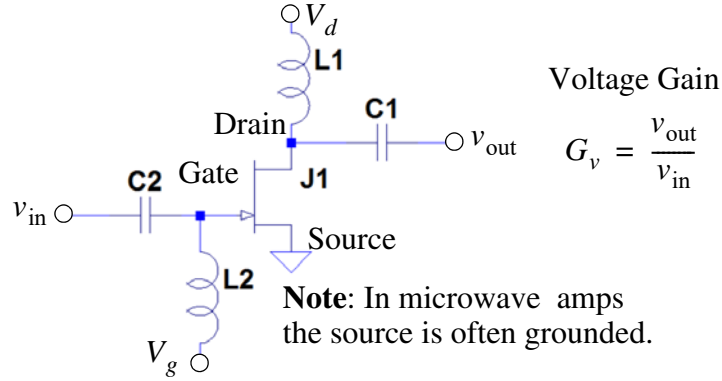 V_d
L1
Drain
C1
v_out
Voltage Gain
G_v = v_out / v_in
Gate
J1
C2
v_in
Source
L2
Note: In microwave amps
the source is often grounded.
V_g